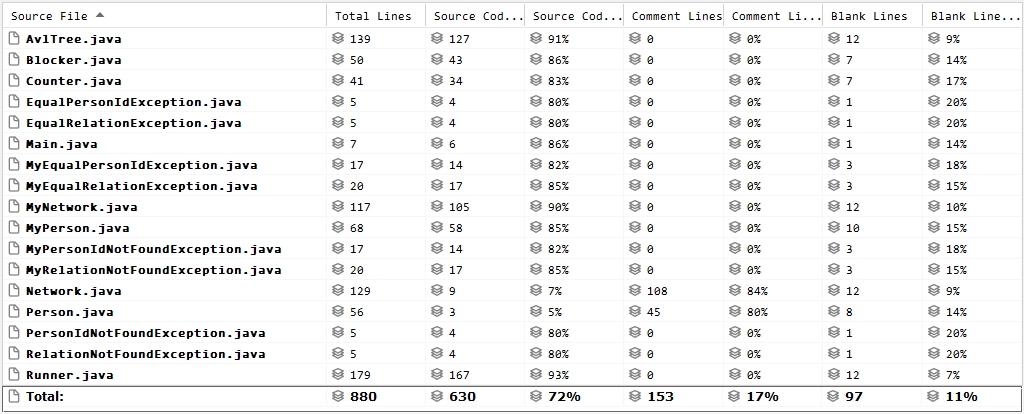 Source File Total Lines Source Cod... Source Cod... Comment Lines Comment Li... Blank Lines Blank Line...
AvlTree.java 139 127 91% 0 0% 12 9%
Blocker.java 50 43 86% 0 0% 7 14%
Counter.java 41 34 83% 0 0% 7 17%
EqualPersonIdException.java 5 4 80% 0 0% 1 20%
EqualRelationException.java 5 4 80% 0 0% 1 20%
Main.java 7 6 86% 0 0% 1 14%
MyEqualPersonIdException.java 17 14 82% 0 0% 3 18%
MyEqualRelationException.java 20 17 85% 0 0% 3 15%
MyNetwork.java 117 105 90% 0 0% 12 10%
MyPerson.java 68 58 85% 0 0% 10 15%
MyPersonIdNotFoundException.java 17 14 82% 0 0% 3 18%
MyRelationNotFoundException.java 20 17 85% 0 0% 3 15%
Network.java 129 9 7% 108 84% 12 9%
Person.java 56 3 5% 45 80% 8 14%
PersonIdNotFoundException.java 5 4 80% 0 0% 1 20%
RelationNotFoundException.java 5 4 80% 0 0% 1 20%
Runner.java 179 167 93% 0 0% 12 7%
Total: 880 630 72% 153 17% 97 11%